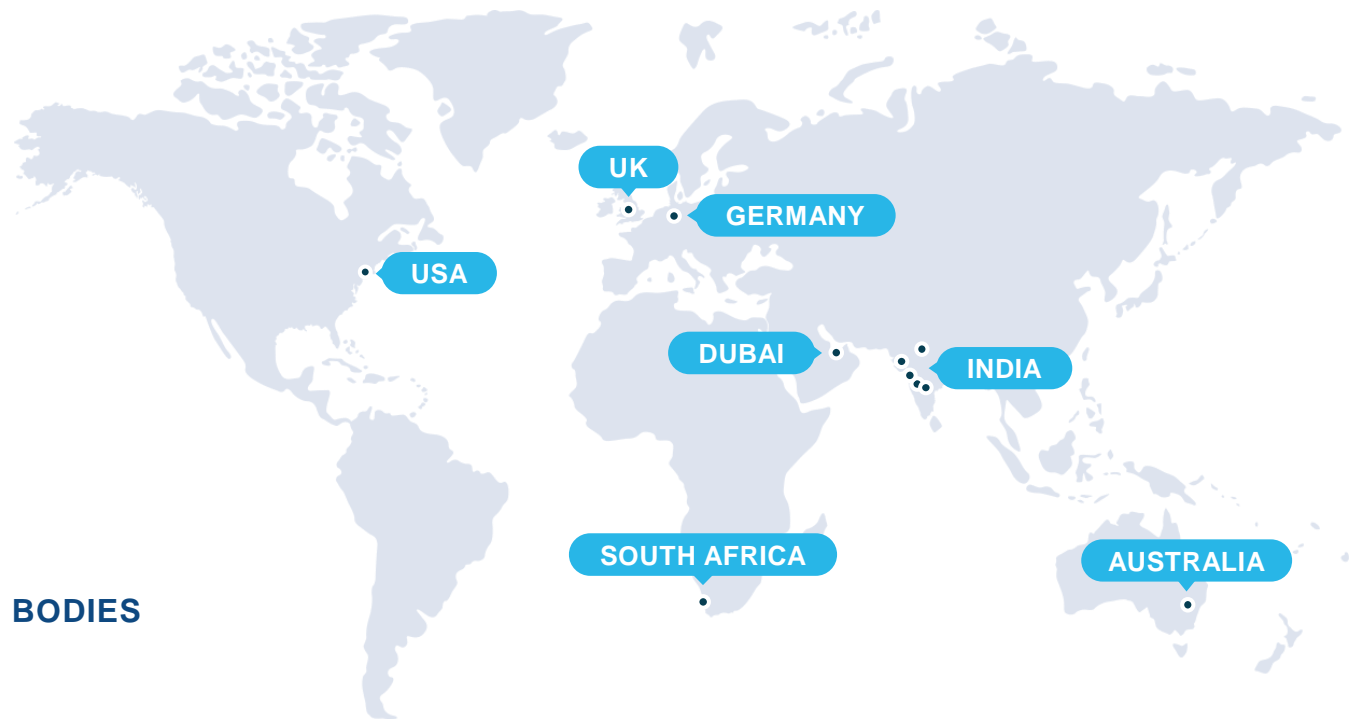 UK
GERMANY
USA
DUBAI
INDIA
SOUTH AFRICA
AUSTRALIA
BODIES